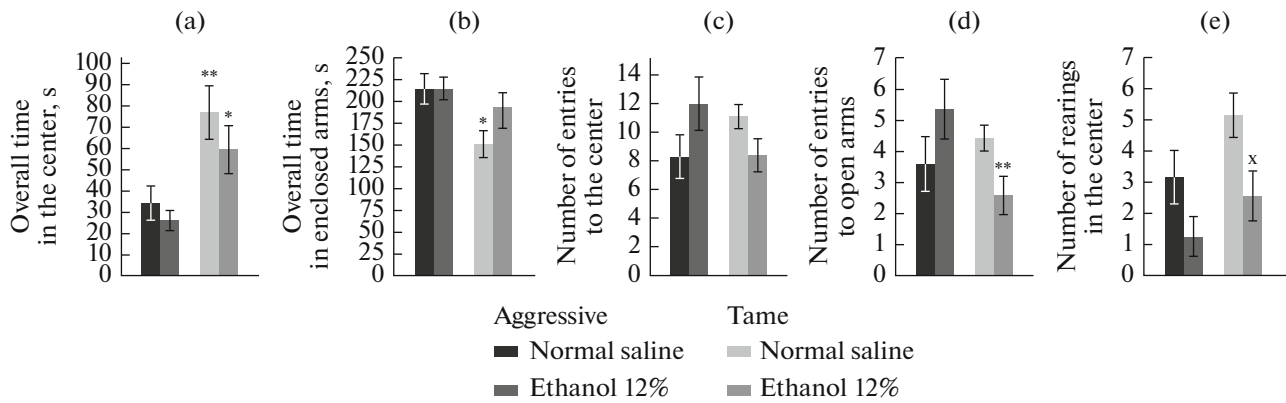 (a)
Overall time
in the center, s
100
90
80
70
60
50
40
30
20
10
0
**
*
(b)
Overall time
in enclosed arms, s
250
225
200
175
150
125
100
75
50
25
0
*
(c)
Number of entries
to the center
14
12
10
8
6
4
2
0
(d)
Number of entries
to open arms
7
6
5
4
3
2
1
0
**
(e)
Number of rearings
in the center
7
6
5
4
3
2
1
0
x
Aggressive
Normal saline
Ethanol 12%
Tame
Normal saline
Ethanol 12%